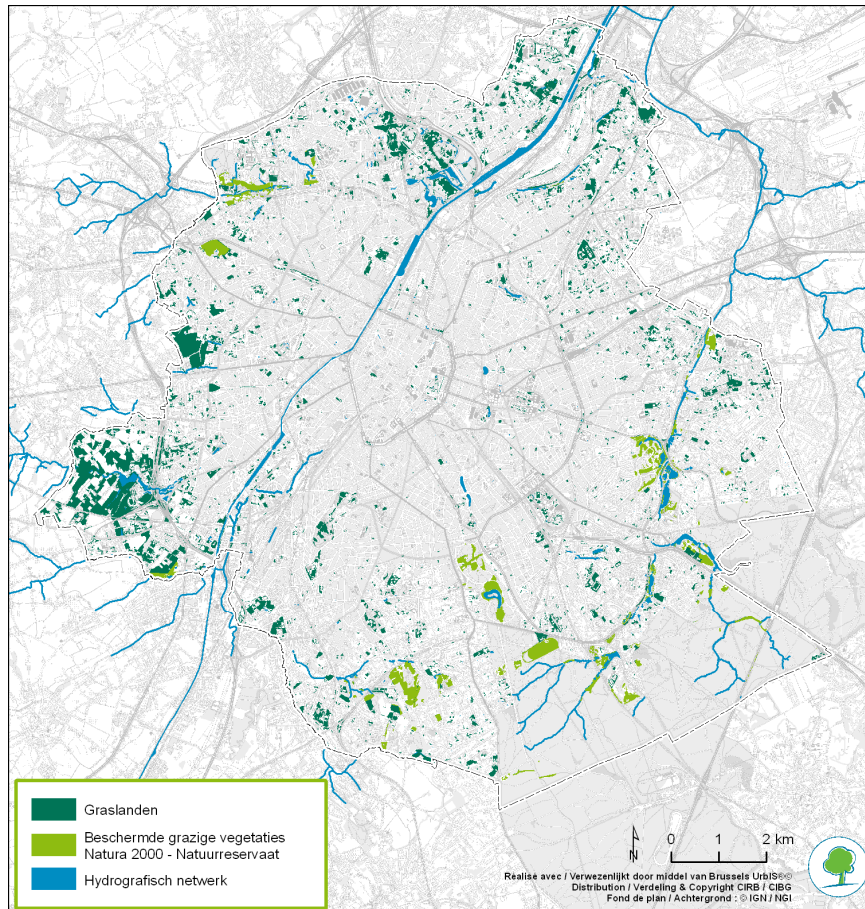 Graslanden
Beschermde grazige vegetaties
Natura 2000 - Natuurreservaat
Hydrografisch netwerk
N
0 1 2 km
Réalisé avec / Verwezenlijkt door middel van Brussels UrbIS®©
Distribution / Verdeling & Copyright CIRB / CIBG
Fond de plan / Achtergrond : © IGN / NGI